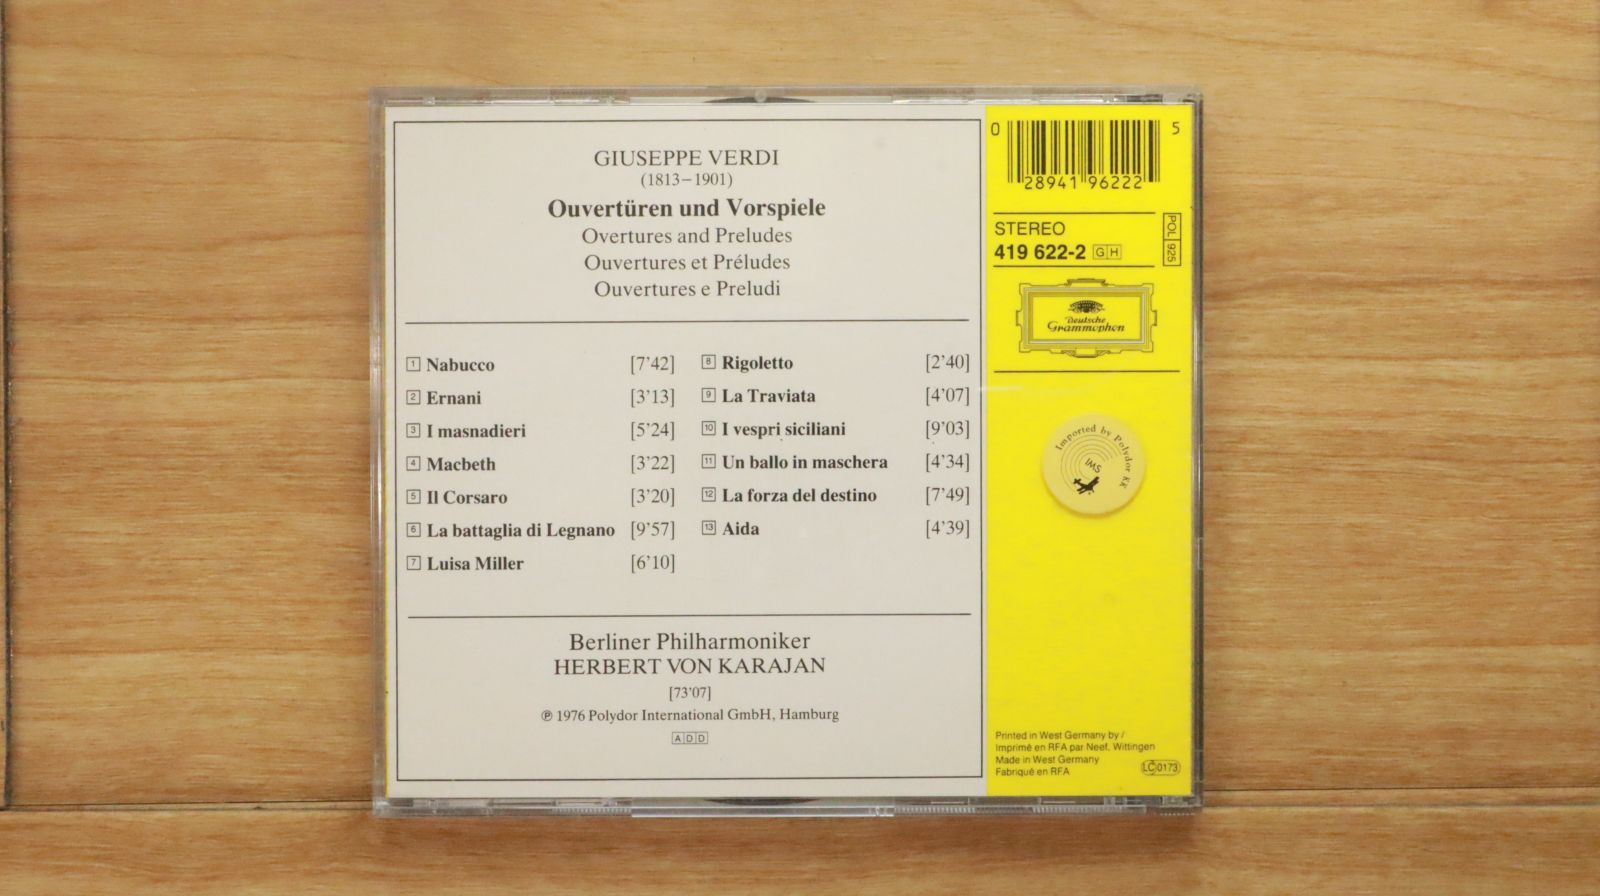 GIUSEPPE VERDI
(1813–1901)
Ouvertüren und Vorspiele
Overtures and Preludes
Ouvertures et Préludes
Ouvertures e Preludi
1 Nabucco [7'42]
2 Ernani [3'13]
3 I masnadieri [5'24]
4 Macbeth [3'22]
5 Il Corsaro [3'20]
6 La battaglia di Legnano [9'57]
7 Luisa Miller [6'10]
8 Rigoletto [2'40]
9 La Traviata [4'07]
10 I vespri siciliani [9'03]
11 Un ballo in maschera [4'34]
12 La forza del destino [7'49]
13 Aida [4'39]
Berliner Philharmoniker
HERBERT VON KARAJAN
[73'07]
℗ 1976 Polydor International GmbH, Hamburg
ADD
0 28941 96222 5
STEREO
419 622-2 GH
POL 925
Deutsche
Grammophon
Imported by Polydor KK
IMS
Printed in West Germany by /
Imprimé en RFA par Neef, Wittingen
Made in West Germany
Fabriqué en RFA
LC 0173